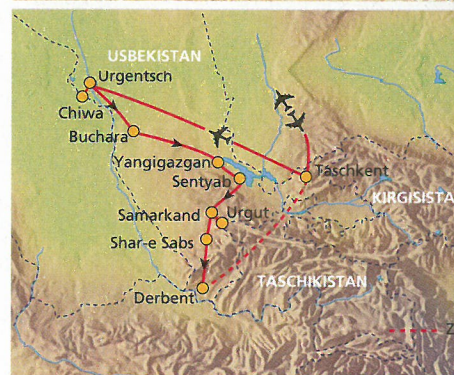 USBEKISTAN
Urgentsch
Chiwa
Buchara
Yangigazgan
Sentyab
Taschkent
KIRGISISTA
Samarkand
Urgut
Shar-e Sabs
TASCHIKISTAN
Derbent
Z